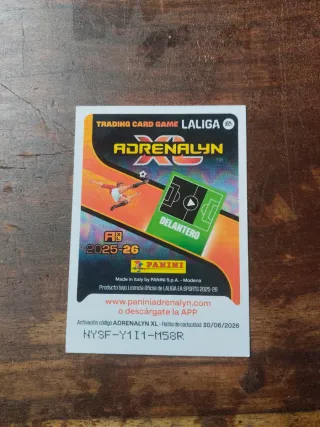 TRADING CARD GAME LALIGA
ADRENALYN
XL
DELANTERO
2025-26
PANINI
Made in Italy by PANINI S.p.A. - Modena
Producto bajo Licencia Oficial de LALIGA EA SPORTS 2025-26
www.paniniadrenalyn.com
o descárgate la APP
Activación código ADRENALYN XL - Fecha de caducidad: 30/06/2026
NYSF-Y1I1-M58R